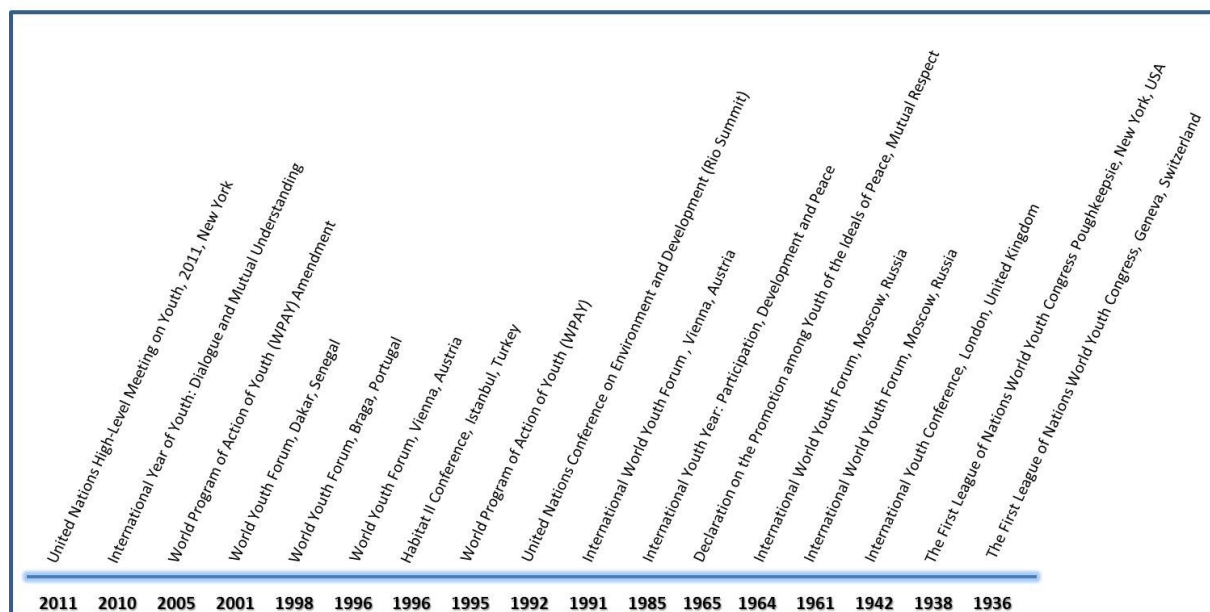 United Nations High-Level Meeting on Youth, 2011, New York
International Year of Youth: Dialogue and Mutual Understanding
World Program of Action of Youth (WPAY) Amendment
World Youth Forum, Dakar, Senegal
World Youth Forum, Braga, Portugal
World Youth Forum, Vienna, Austria
Habitat II Conference, Istanbul, Turkey
World Program of Action of Youth (WPAY)
United Nations Conference on Environment and Development (Rio Summit)
International World Youth Forum , Vienna, Austria
International Youth Year: Participation, Development and Peace
Declaration on the Promotion among Youth of the Ideals of Peace, Mutual Respect
International World Youth Forum, Moscow, Russia
International World Youth Forum, Moscow, Russia
International Youth Conference, London, United Kingdom
The First League of Nations World Youth Congress Poughkeepsie, New York, USA
The First League of Nations World Youth Congress, Geneva, Switzerland
2011 2010 2005 2001 1998 1996 1996 1995 1992 1991 1985 1965 1964 1961 1942 1938 1936